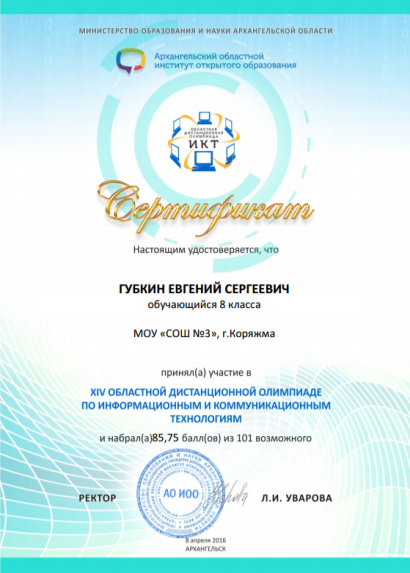 МИНИСТЕРСТВО ОБРАЗОВАНИЯ И НАУКИ АРХАНГЕЛЬСКОЙ ОБЛАСТИ
Архангельский областной
институт открытого образования
ОБЛАСТНАЯ
ДИСТАНЦИОННАЯ
ОЛИМПИАДА
ИКТ
Сертификат
Настоящим удостоверяется, что
ГУБКИН ЕВГЕНИЙ СЕРГЕЕВИЧ
обучающийся 8 класса
МОУ «СОШ №3», г.Коряжма
принял(а) участие в
XIV ОБЛАСТНОЙ ДИСТАНЦИОННОЙ ОЛИМПИАДЕ
ПО ИНФОРМАЦИОННЫМ И КОММУНИКАЦИОННЫМ
ТЕХНОЛОГИЯМ
и набрал(а)85,75 балл(ов) из 101 возможного
РЕКТОР
АО ИОО
Л.И. УВАРОВА
8 апреля 2016
АРХАНГЕЛЬСК